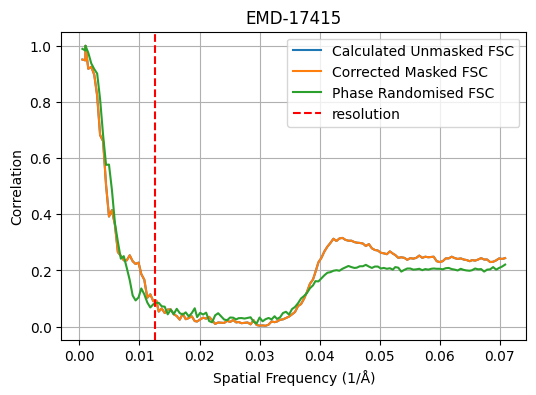 EMD-17415
Calculated Unmasked FSC
Corrected Masked FSC
Phase Randomised FSC
resolution
Correlation
1.0
0.8
0.6
0.4
0.2
0.0
0.00 0.01 0.02 0.03 0.04 0.05 0.06 0.07
Spatial Frequency (1/Å)